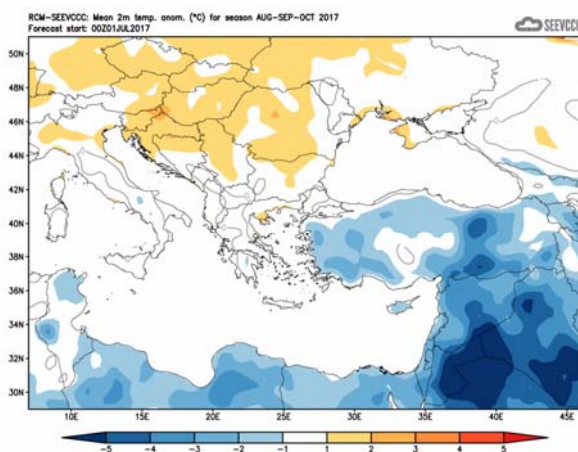 RCM-SEEVCCC: Mean 2m temp. anom. (°C) for season AUG-SEP-OCT 2017
Forecast start: 00Z01JUL2017
SEEVCCC
50N
48N
46N
44N
42N
40N
38N
36N
34N
32N
30N
10E 15E 20E 25E 30E 35E 40E 45E
-5 -4 -3 -2 -1 1 2 3 4 5